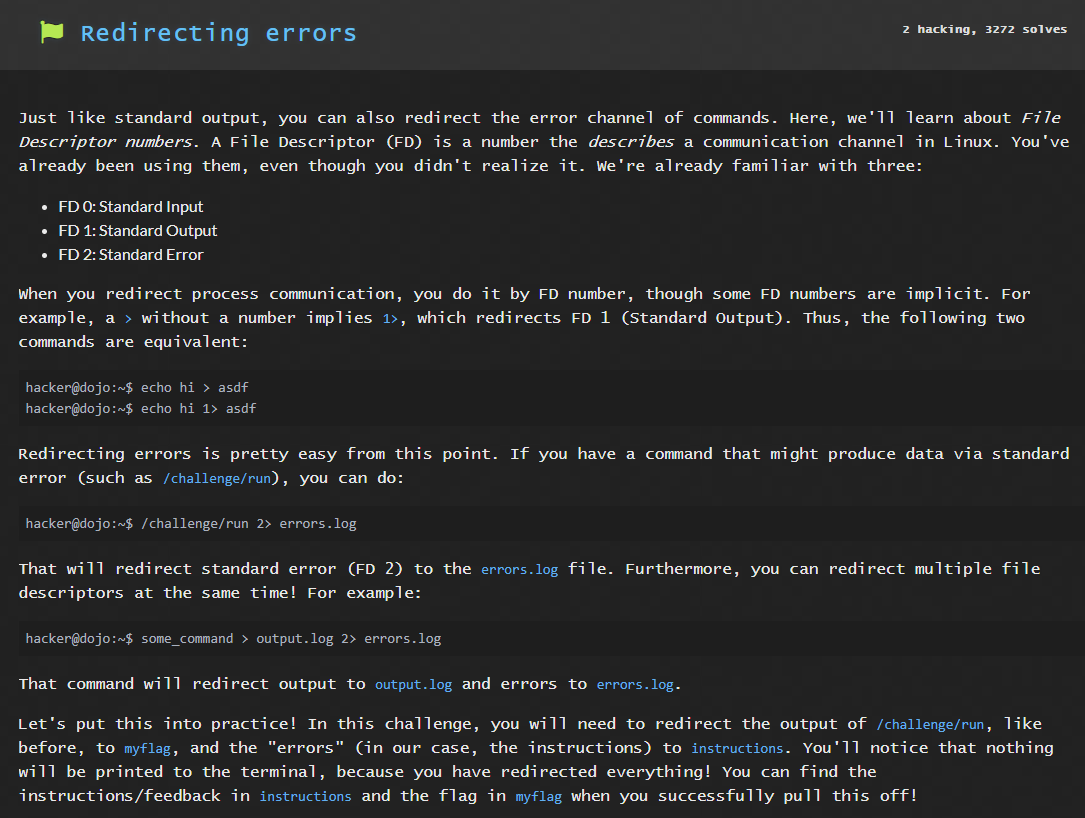 Redirecting errors
2 hacking, 3272 solves
Just like standard output, you can also redirect the error channel of commands. Here, we'll learn about File
Descriptor numbers. A File Descriptor (FD) is a number the describes a communication channel in Linux. You've
already been using them, even though you didn't realize it. We're already familiar with three:
• FD 0: Standard Input
• FD 1: Standard Output
• FD 2: Standard Error
When you redirect process communication, you do it by FD number, though some FD numbers are implicit. For
example, a > without a number implies 1>, which redirects FD 1 (Standard Output). Thus, the following two
commands are equivalent:
hacker@dojo:~$ echo hi > asdf
hacker@dojo:~$ echo hi 1> asdf
Redirecting errors is pretty easy from this point. If you have a command that might produce data via standard
error (such as /challenge/run), you can do:
hacker@dojo:~$ /challenge/run 2> errors.log
That will redirect standard error (FD 2) to the errors.log file. Furthermore, you can redirect multiple file
descriptors at the same time! For example:
hacker@dojo:~$ some_command > output.log 2> errors.log
That command will redirect output to output.log and errors to errors.log.
Let's put this into practice! In this challenge, you will need to redirect the output of /challenge/run, like
before, to myflag, and the "errors" (in our case, the instructions) to instructions. You'll notice that nothing
will be printed to the terminal, because you have redirected everything! You can find the
instructions/feedback in instructions and the flag in myflag when you successfully pull this off!